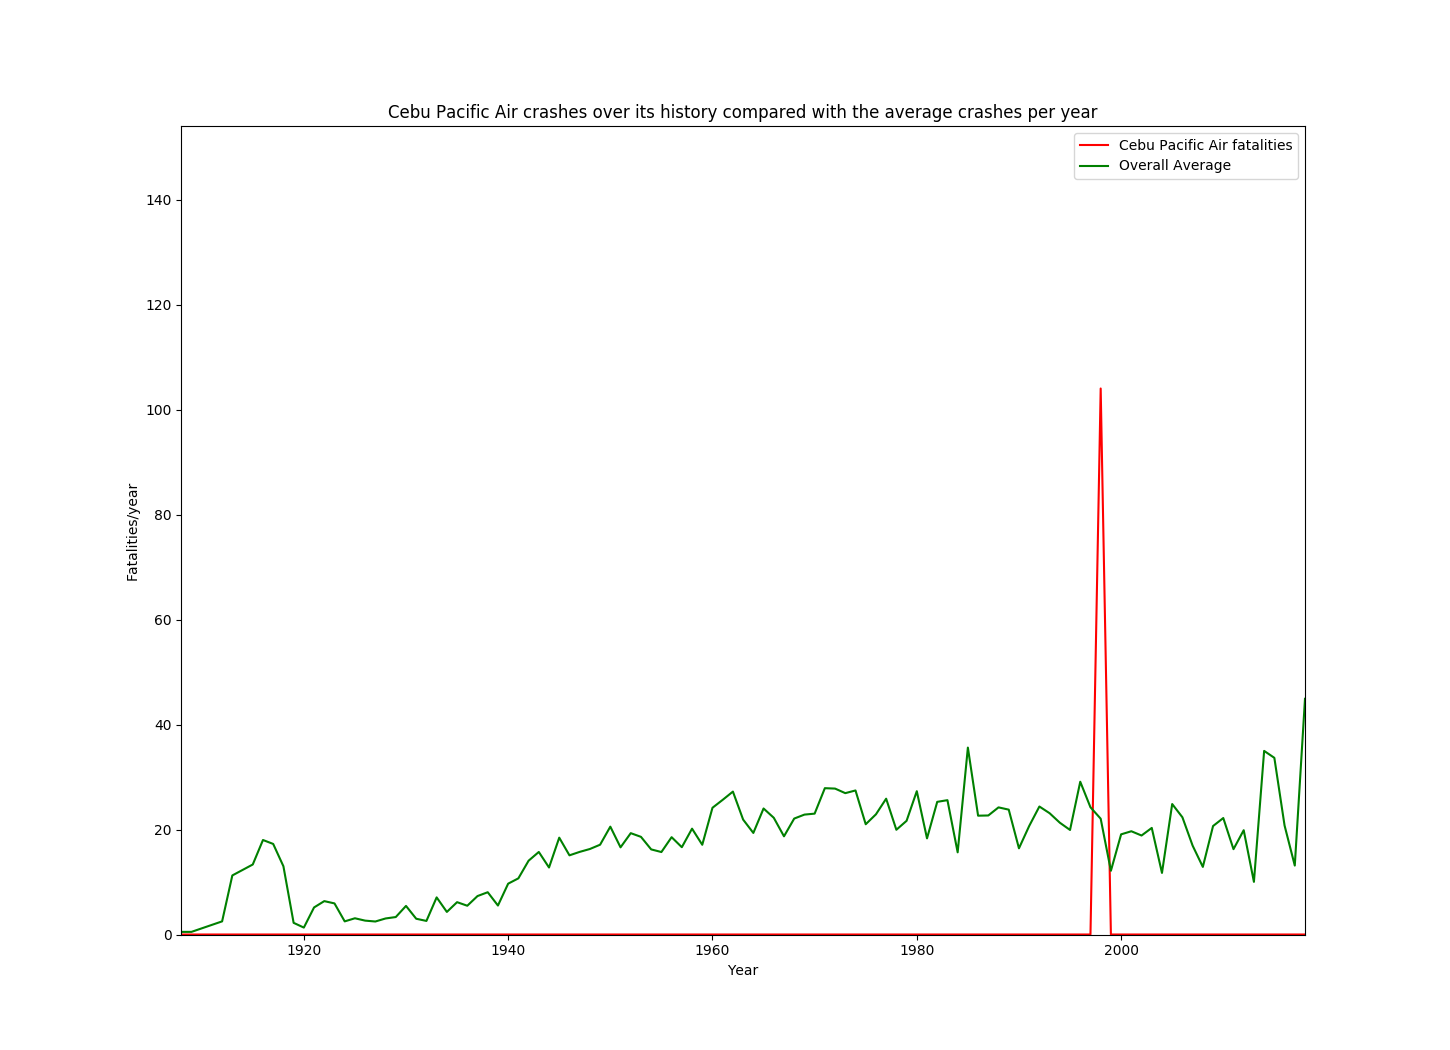 Cebu Pacific Air crashes over its history compared with the average crashes per year
Cebu Pacific Air fatalities
Overall Average
140
120
100
80
60
40
20
0
Fatalities/year
1920 1940 1960 1980 2000
Year